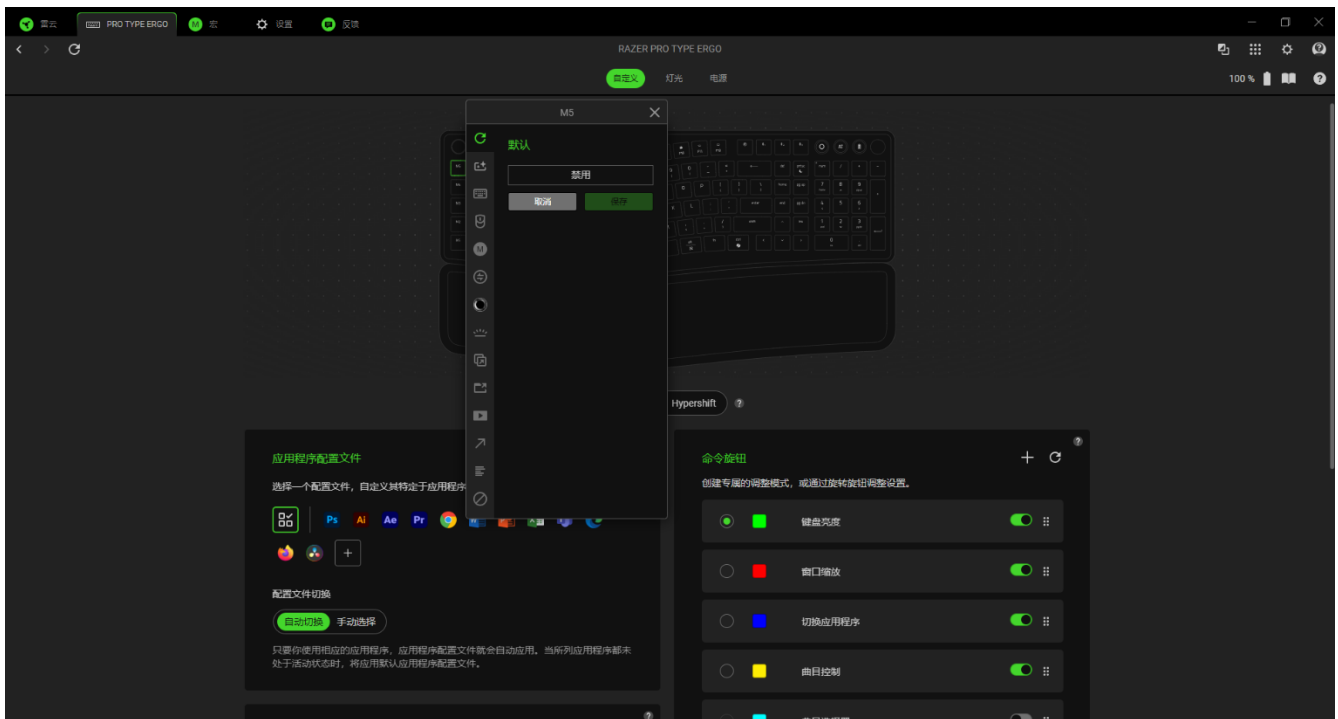 雷云 PRO TYPE ERGO M 宏 设置 反馈
RAZER PRO TYPE ERGO
自定义 灯光 电源 100 %
M5
默认
禁用
取消 保存
M
Hypershift
应用程序配置文件
选择一个配置文件，自定义其特定于应用程序
Ps Ai Ae Pr
配置文件切换
自动切换 手动选择
只要你使用相应的应用程序，应用程序配置文件就会自动应用。当所列应用程序都未
处于活动状态时，将应用默认应用程序配置文件。
命令旋钮
创建专属的调整模式，或通过旋转旋钮调整设置。
键盘亮度
窗口缩放
切换应用程序
曲目控制